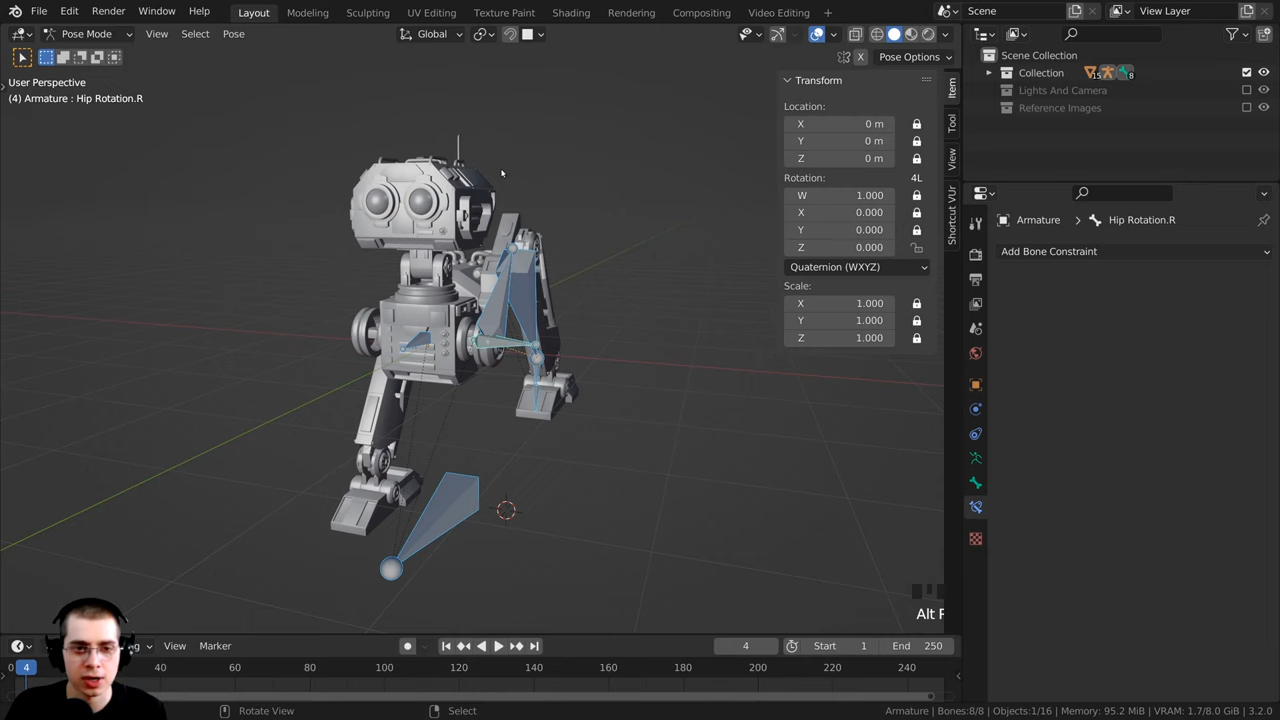 File Edit Render Window Help Layout Modeling Sculpting UV Editing Texture Paint Shading Rendering Compositing Video Editing + Scene View Layer
Pose Mode View Select Pose Global
X Pose Options
User Perspective
(4) Armature : Hip Rotation.R
Transform
Location:
X 0 m
Y 0 m
Z 0 m
Rotation: 4L
W 1.000
X 0.000
Y 0.000
Z 0.000
Quaternion (WXYZ)
Scale:
X 1.000
Y 1.000
Z 1.000
Item
Tool
View
Shortcut VUr
Scene Collection
Collection 15 8
Lights And Camera
Reference Images
Armature > Hip Rotation.R
Add Bone Constraint
Alt R
View Marker 4 Start 1 End 250
0 4 40 60 80 100 120 140 160 180 200 220 240
Rotate View Select Armature | Bones:8/8 | Objects:1/16 | Memory: 95.2 MiB | VRAM: 1.7/8.0 GiB | 3.2.0